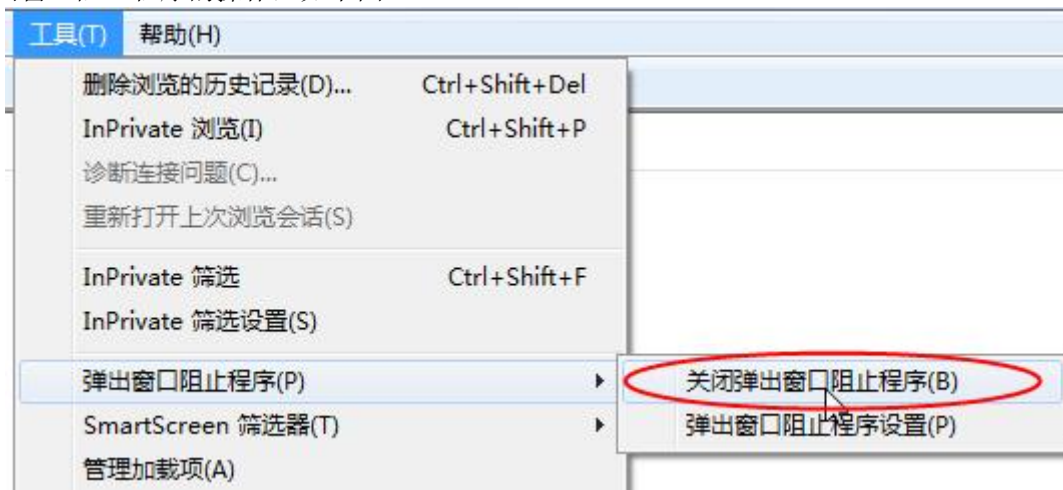 工具(T) 帮助(H)
删除浏览的历史记录(D)... Ctrl+Shift+Del
InPrivate 浏览(I) Ctrl+Shift+P
诊断连接问题(C)...
重新打开上次浏览会话(S)
InPrivate 筛选 Ctrl+Shift+F
InPrivate 筛选设置(S)
弹出窗口阻止程序(P) 关闭弹出窗口阻止程序(B)
SmartScreen 筛选器(T) 弹出窗口阻止程序设置(P)
管理加载项(A)